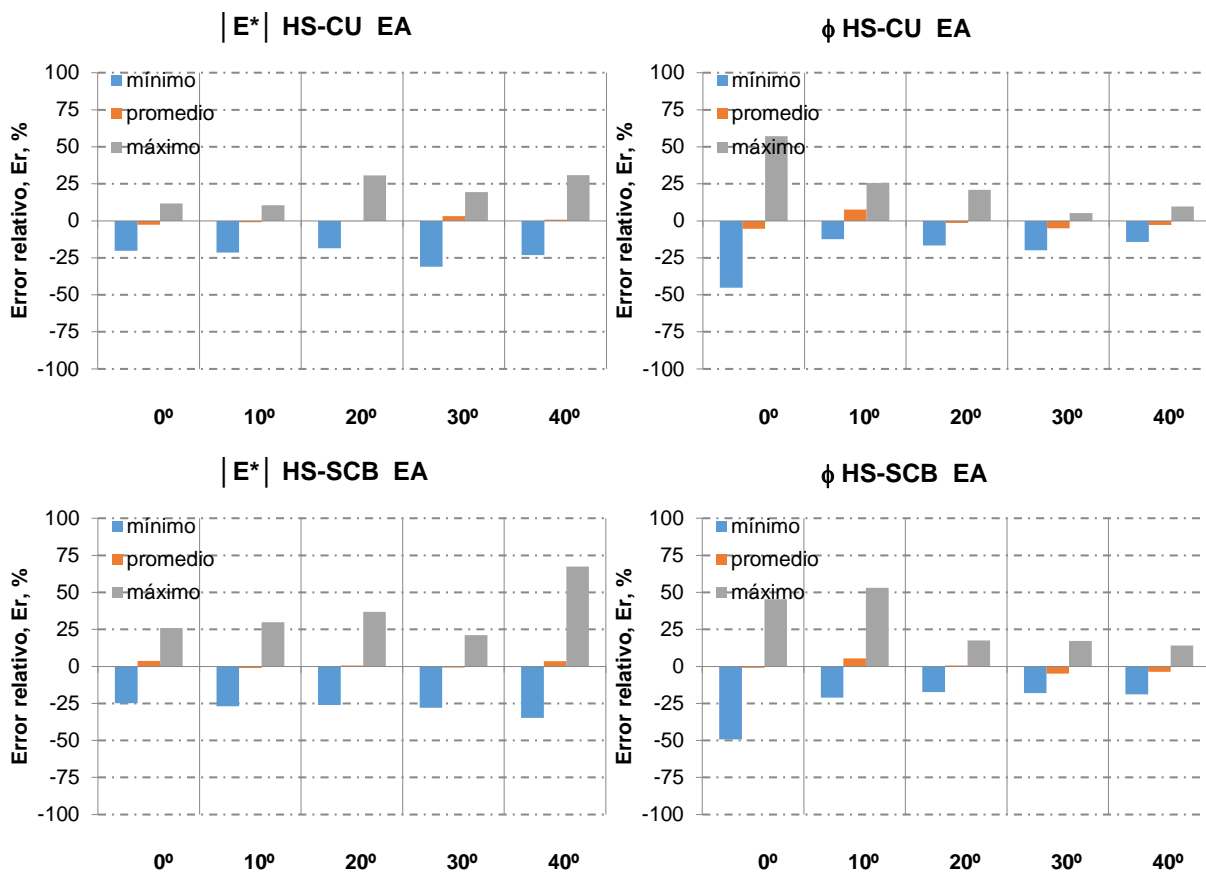 │E*│ HS-CU EA
Error relativo, Er, %
100
75
50
25
0
-25
-50
-75
-100
mínimo
promedio
máximo
0º 10º 20º 30º 40º
ϕ HS-CU EA
Error relativo, Er, %
100
75
50
25
0
-25
-50
-75
-100
mínimo
promedio
máximo
0º 10º 20º 30º 40º
│E*│ HS-SCB EA
Error relativo, Er, %
100
75
50
25
0
-25
-50
-75
-100
mínimo
promedio
máximo
0º 10º 20º 30º 40º
ϕ HS-SCB EA
Error relativo, Er, %
100
75
50
25
0
-25
-50
-75
-100
mínimo
promedio
máximo
0º 10º 20º 30º 40º